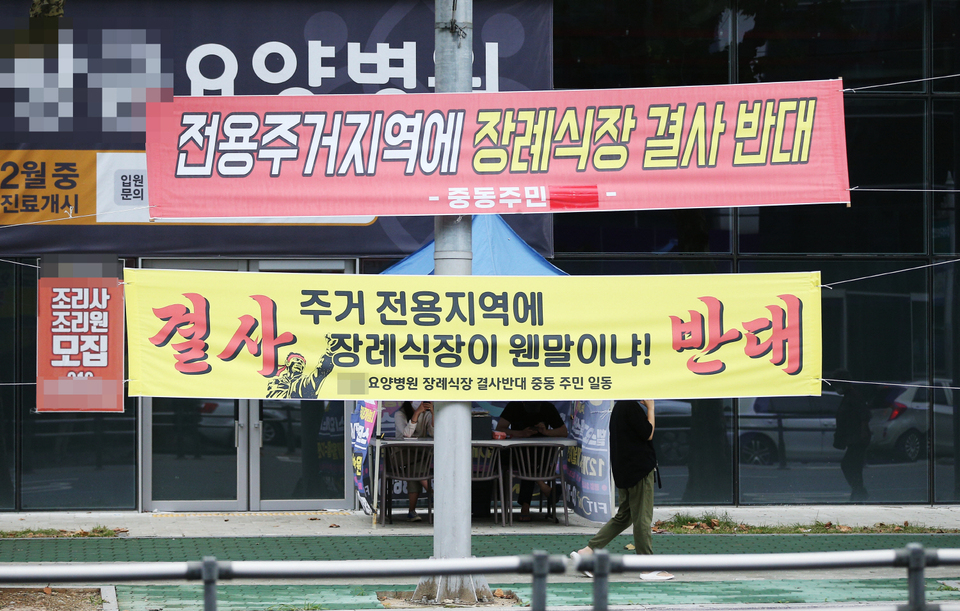 요양병원
전용주거지역에 장례식장 결사 반대
- 중동주민 -
2월 중
진료개시
입원
문의
조리사
조리원
모집
결사 주거 전용지역에 반대
장례식장이 웬말이냐!
요양병원 장례식장 결사반대 중동 주민 일동